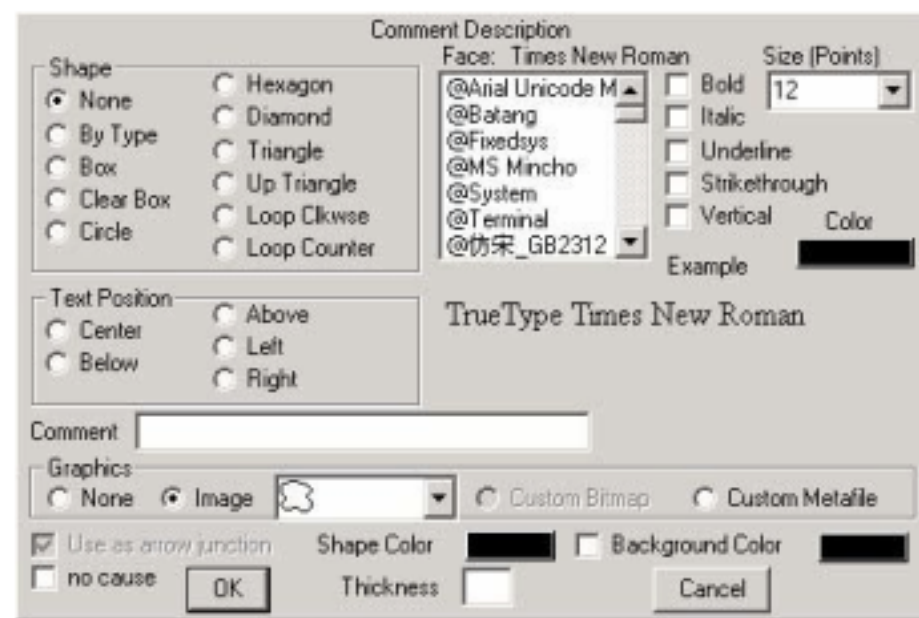 Comment Description
Shape
None
By Type
Box
Clear Box
Circle
Hexagon
Diamond
Triangle
Up Triangle
Loop Clkwse
Loop Counter
Face: Times New Roman
@Arial Unicode M
@Batang
@Fixedsys
@MS Mincho
@System
@Terminal
@仿宋_GB2312
Bold
Italic
Underline
Strikethrough
Vertical
Size (Points)
12
Color
Example
TrueType Times New Roman
Text Position
Center
Below
Above
Left
Right
Comment
Graphics
None
Image
Custom Bitmap
Custom Metafile
Use as arrow junction
Shape Color
Background Color
no cause
OK
Thickness
Cancel